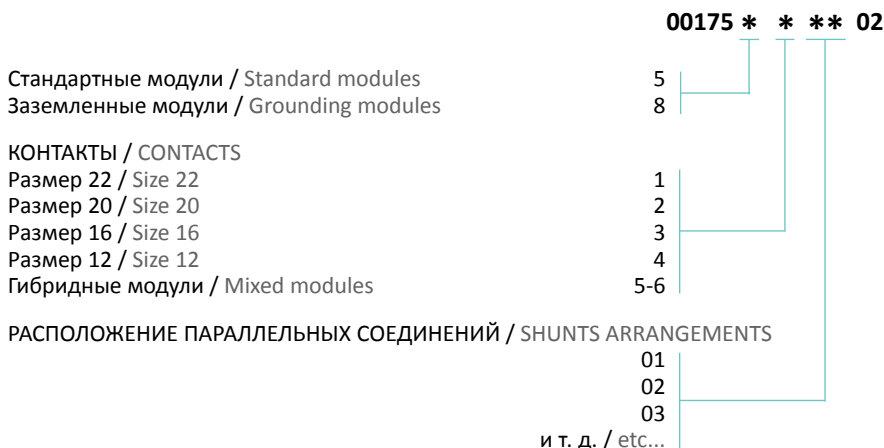 00175 * * ** 02
Стандартные модули / Standard modules 5
Заземленные модули / Grounding modules 8
КОНТАКТЫ / CONTACTS
Размер 22 / Size 22 1
Размер 20 / Size 20 2
Размер 16 / Size 16 3
Размер 12 / Size 12 4
Гибридные модули / Mixed modules 5-6
РАСПОЛОЖЕНИЕ ПАРАЛЛЕЛЬНЫХ СОЕДИНЕНИЙ / SHUNTS ARRANGEMENTS
01
02
03
и т. д. / etc...